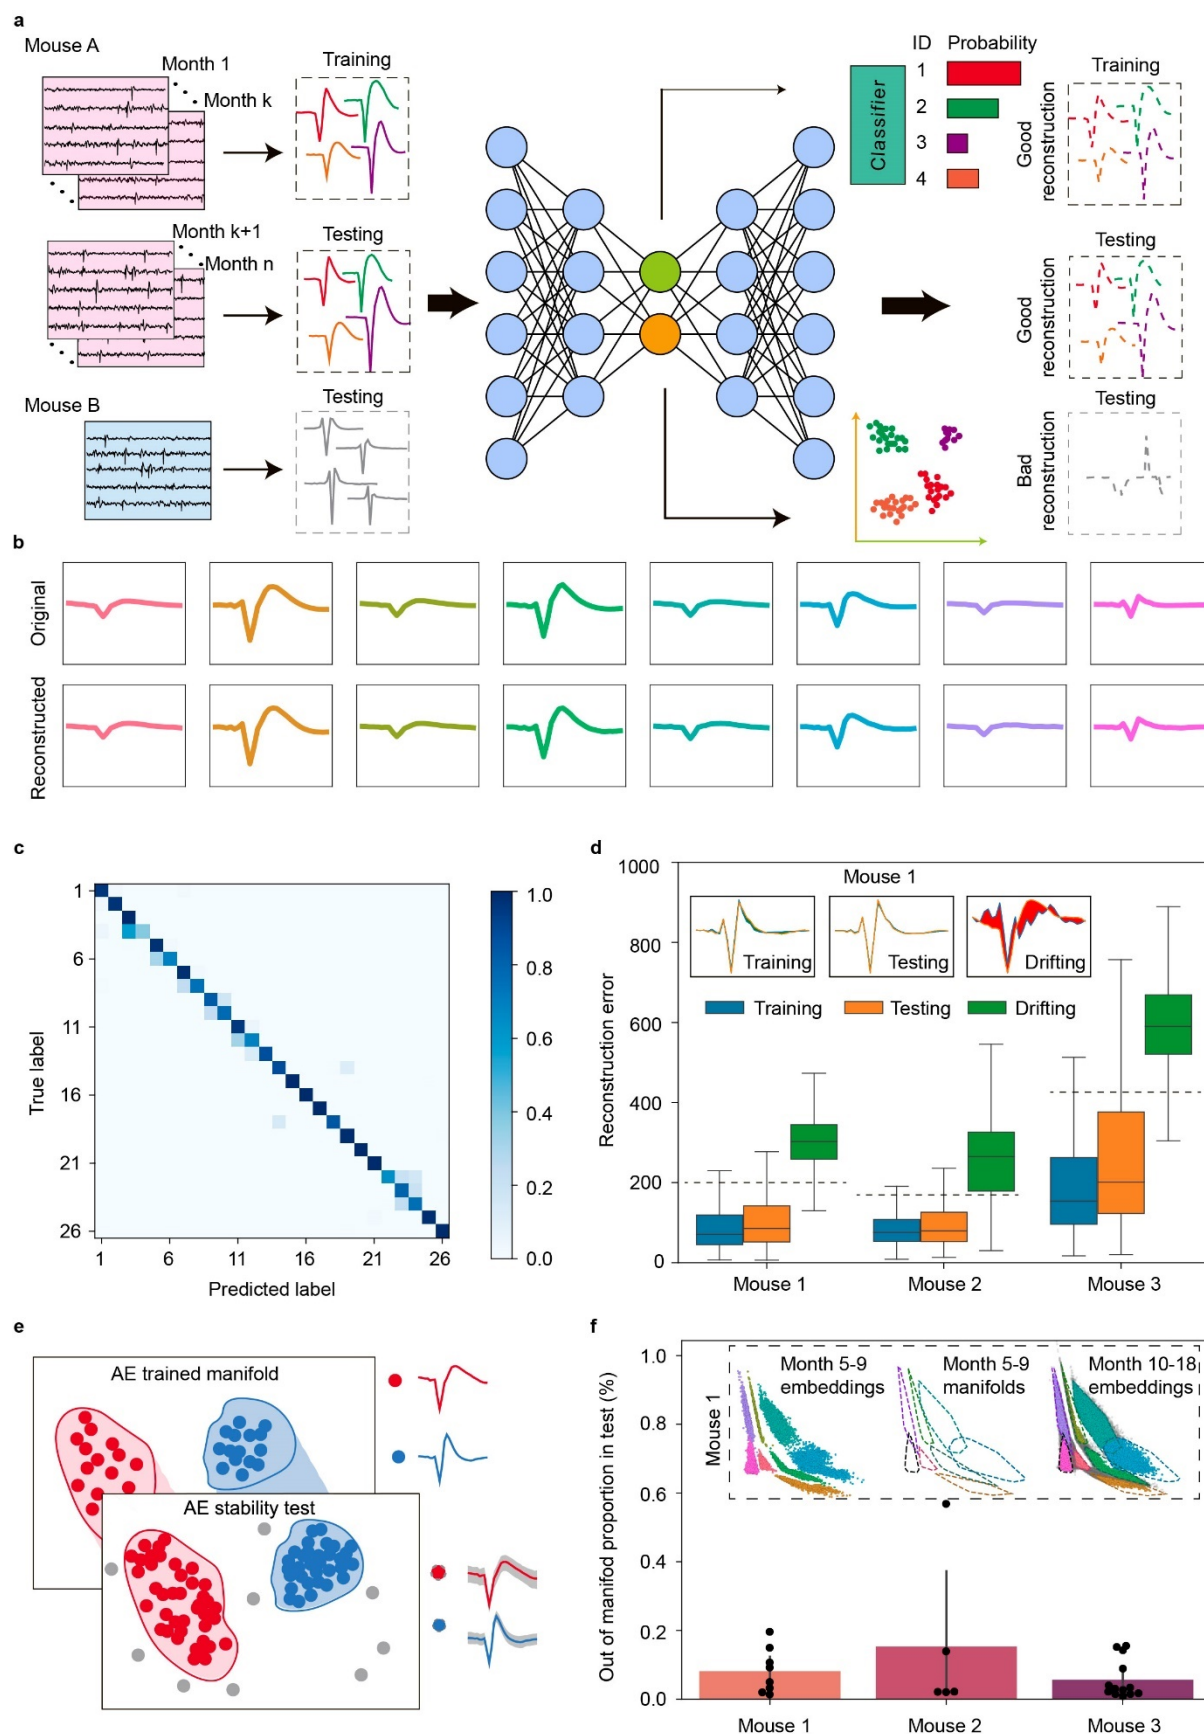 a
Mouse A
Month 1
Month k
Training
ID Probability
1
2
3
4
Classifier
Training
Good reconstruction
Month k+1
Month n
Testing
Testing
Good reconstruction
Mouse B
Testing
Testing
Bad reconstruction
b
Original
Reconstructed
c
True label
1
6
11
16
21
26
1 6 11 16 21 26
Predicted label
1.0
0.8
0.6
0.4
0.2
0.0
d
Reconstruction error
1000
800
600
400
200
0
Mouse 1
Training
Testing
Drifting
Training Testing Drifting
Mouse 1 Mouse 2 Mouse 3
e
AE trained manifold
AE stability test
f
Out of manifod proportion in test (%)
1.0
0.8
0.6
0.4
0.2
0.0
Mouse 1
Month 5-9 embeddings
Month 5-9 manifolds
Month 10-18 embeddings
Mouse 1 Mouse 2 Mouse 3